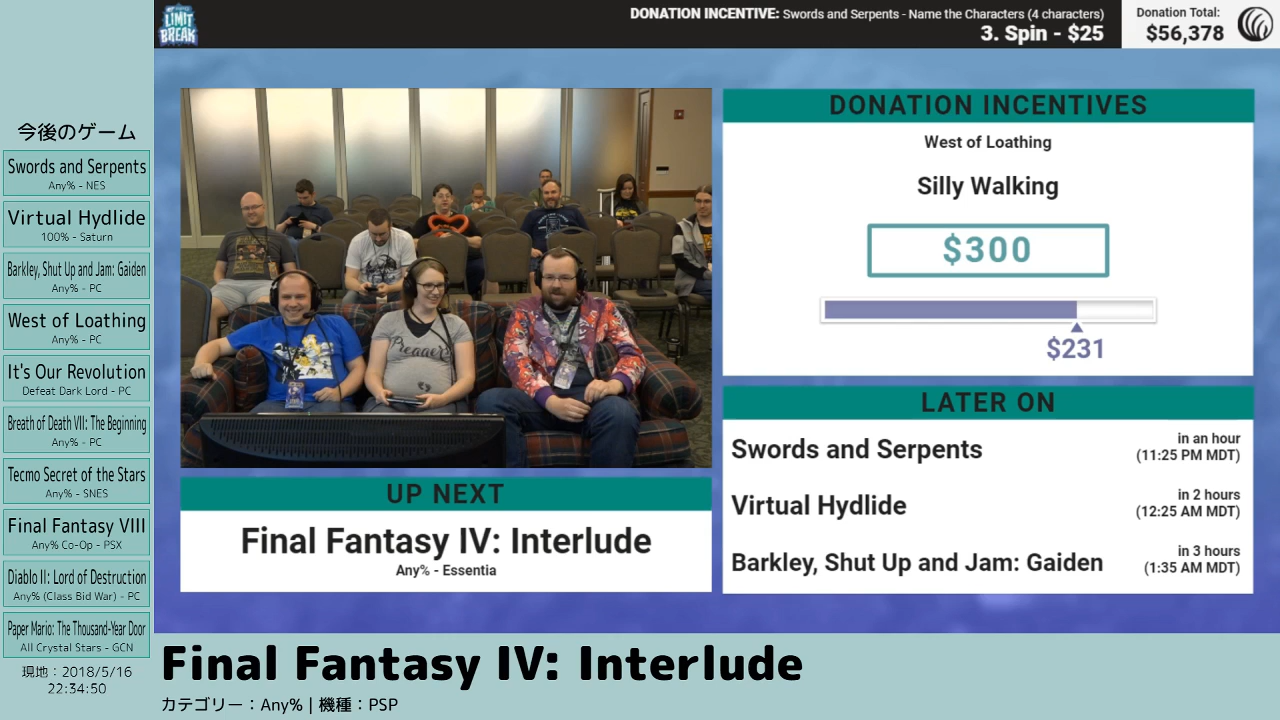 LIMIT
BREAK
DONATION INCENTIVE: Swords and Serpents - Name the Characters (4 characters)
3. Spin - $25
Donation Total:
$56,378
今後のゲーム
Swords and Serpents
Any% - NES
Virtual Hydlide
100% - Saturn
Barkley, Shut Up and Jam: Gaiden
Any% - PC
West of Loathing
Any% - PC
It's Our Revolution
Defeat Dark Lord - PC
Breath of Death VII: The Beginning
Any% - PC
Tecmo Secret of the Stars
Any% - SNES
Final Fantasy VIII
Any% Co-Op - PSX
Diablo II: Lord of Destruction
Any% (Class Bid War) - PC
Paper Mario: The Thousand-Year Door
All Crystal Stars - GCN
現地：2018/5/16
22:34:50
Preggers
UP NEXT
Final Fantasy IV: Interlude
Any% - Essentia
DONATION INCENTIVES
West of Loathing
Silly Walking
$300
$231
LATER ON
Swords and Serpents
in an hour
(11:25 PM MDT)
Virtual Hydlide
in 2 hours
(12:25 AM MDT)
Barkley, Shut Up and Jam: Gaiden
in 3 hours
(1:35 AM MDT)
Final Fantasy IV: Interlude
カテゴリー：Any% | 機種：PSP